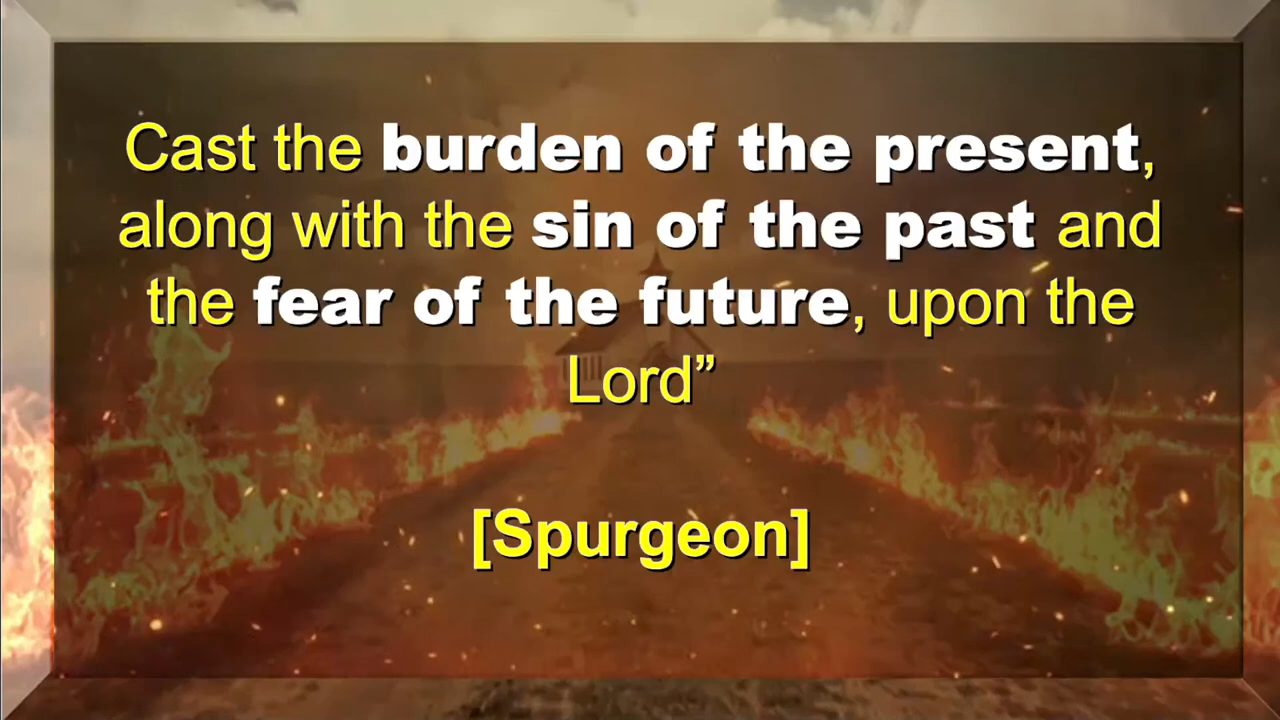 Cast the burden of the present,
along with the sin of the past and
the fear of the future, upon the
Lord”
[Spurgeon]